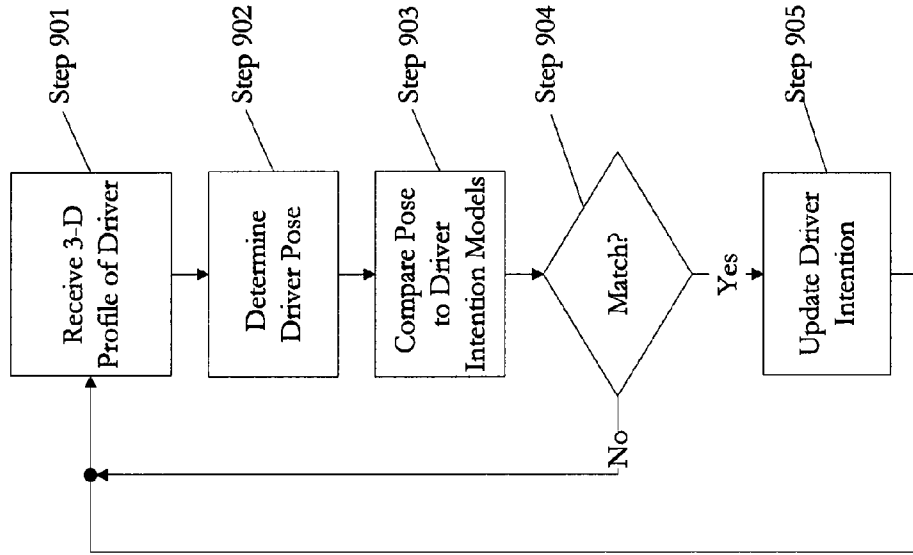 Receive 3-D
Profile of Driver
Step 901
Determine
Driver Pose
Step 902
Compare Pose
to Driver
Intention Models
Step 903
Match?
Step 904
No
Yes
Update Driver
Intention
Step 905